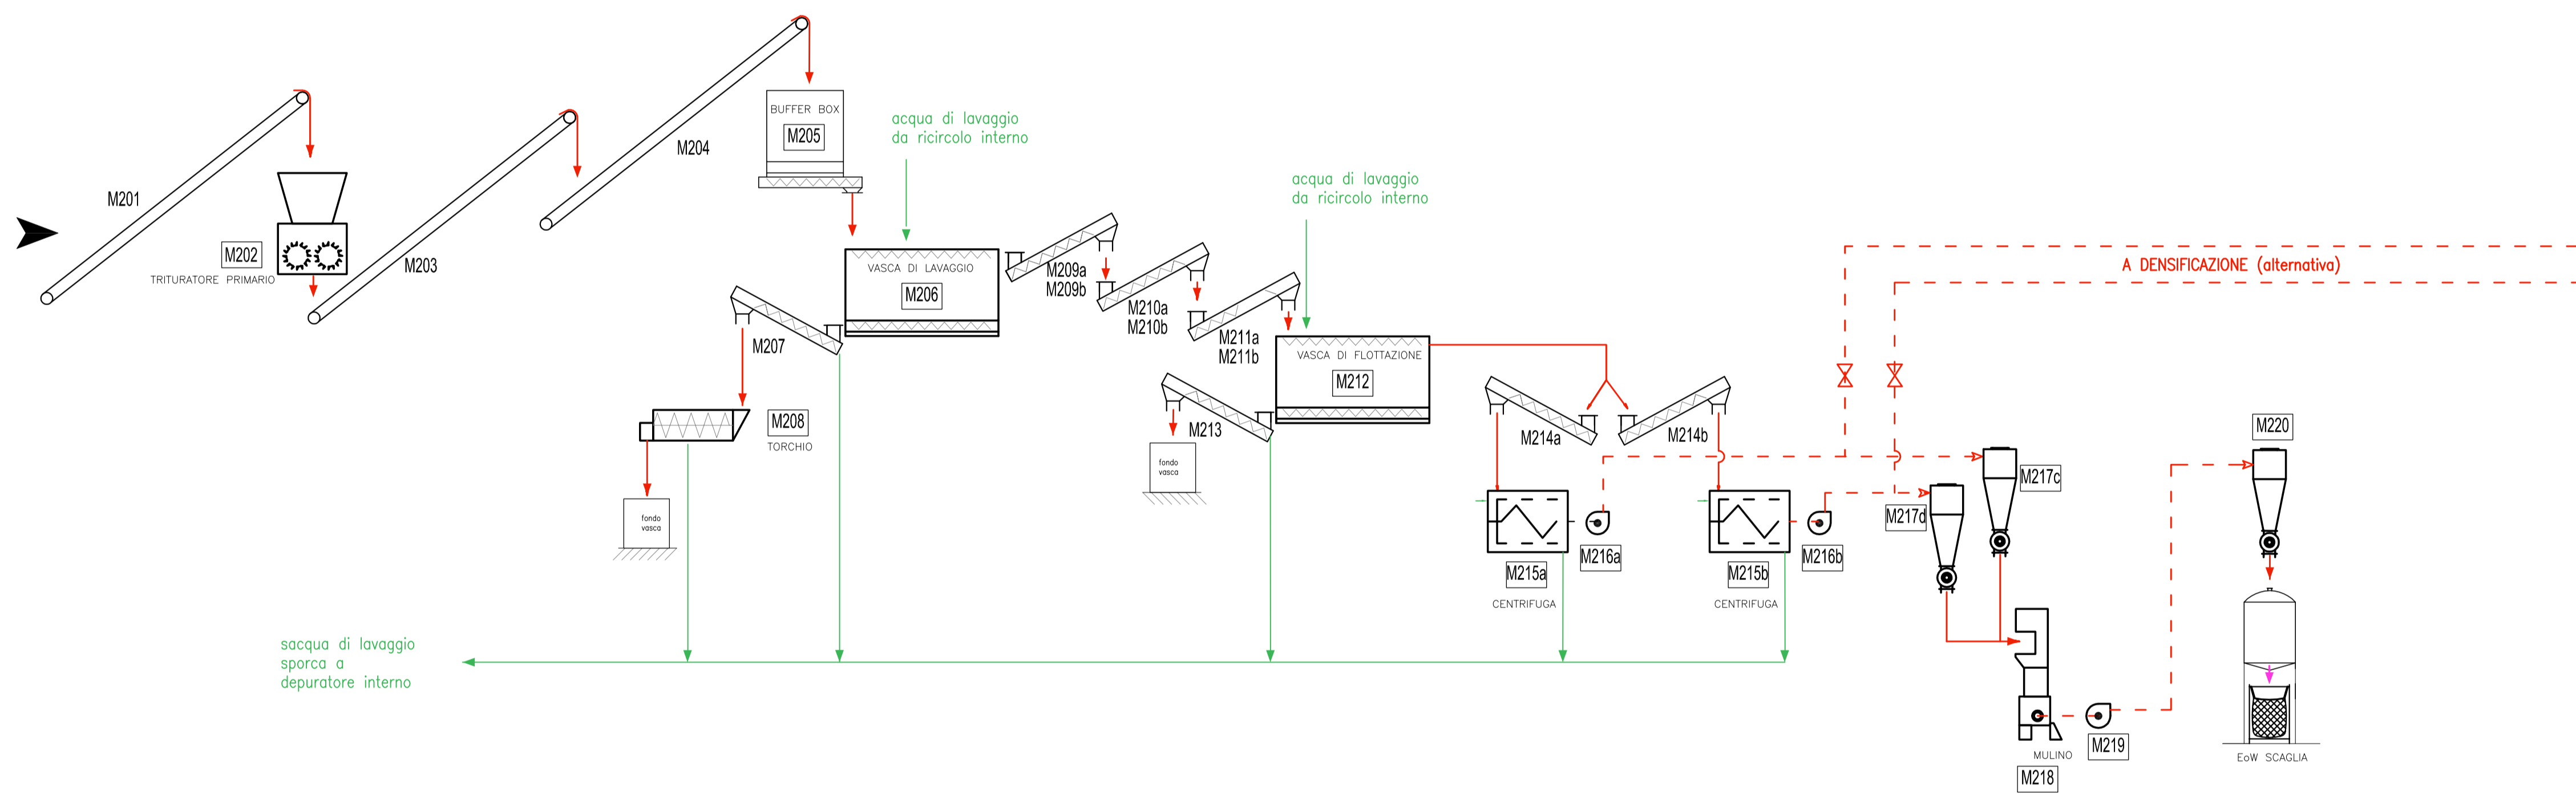 M201
M202
TRITURATORE PRIMARIO
M203
M204
BUFFER BOX
M205
acqua di lavaggio
da ricircolo interno
VASCA DI LAVAGGIO
M206
M207
M208
TORCHIO
fondo
vasca
M209a
M209b
M210a
M210b
M211a
M211b
acqua di lavaggio
da ricircolo interno
VASCA DI FLOTTAZIONE
M212
M213
fondo
vasca
M214a
M214b
M215a
CENTRIFUGA
M216a
M215b
CENTRIFUGA
M216b
A DENSIFICAZIONE (alternativa)
M217d
M217c
MULINO
M218
M219
M220
EoW SCAGLIA
sacqua di lavaggio
sporca a
depuratore interno